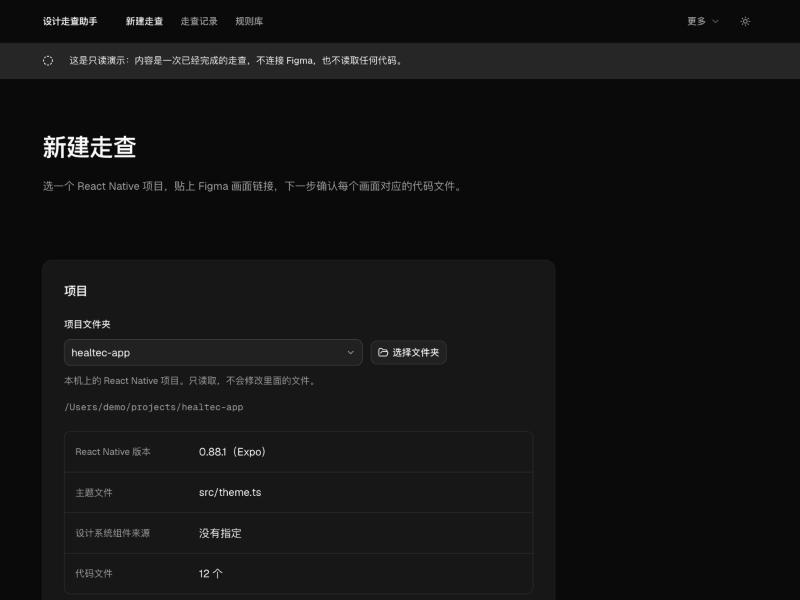 设计走查助手 新建走查 走查记录 规则库 更多
这是只读演示：内容是一次已经完成的走查，不连接 Figma，也不读取任何代码。
新建走查
选一个 React Native 项目，贴上 Figma 画面链接，下一步确认每个画面对应的代码文件。
项目
项目文件夹
healtec-app 选择文件夹
本机上的 React Native 项目。只读取，不会修改里面的文件。
/Users/demo/projects/healtec-app
React Native 版本 0.88.1（Expo）
主题文件 src/theme.ts
设计系统组件来源 没有指定
代码文件 12 个